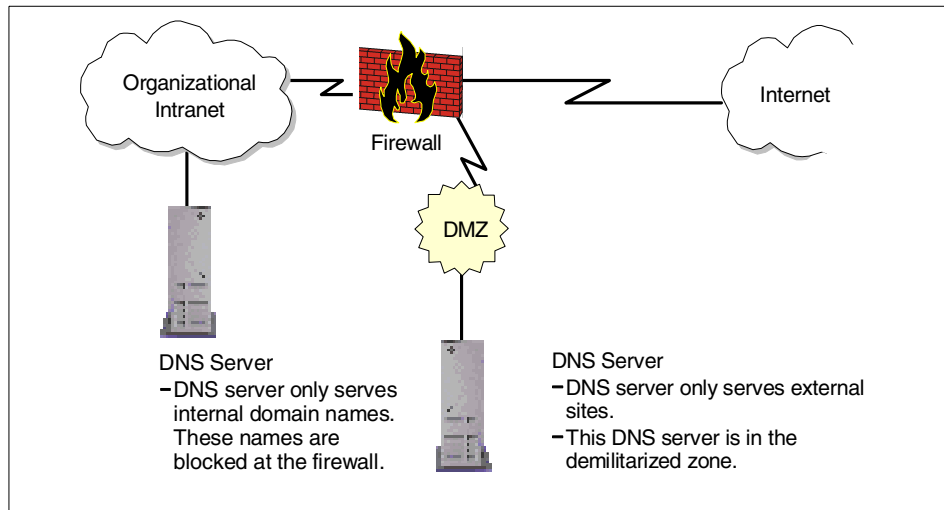 Organizational
Intranet
Firewall
Internet
DMZ
DNS Server
–DNS server only serves
internal domain names.
These names are
blocked at the firewall.
DNS Server
–DNS server only serves external
sites.
–This DNS server is in the
demilitarized zone.